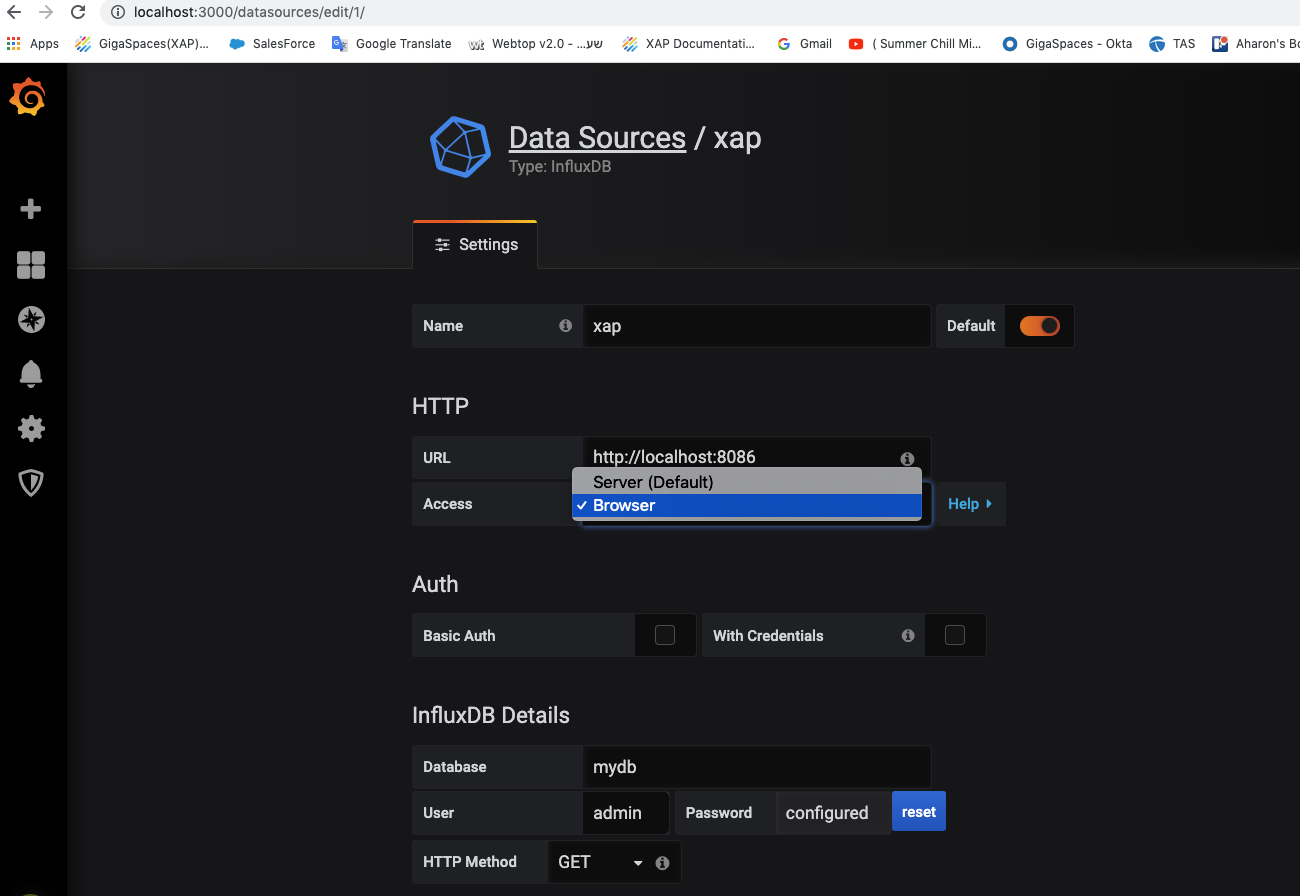 localhost:3000/datasources/edit/1/
Apps GigaSpaces(XAP)... SalesForce Google Translate Webtop v2.0 - ...שע XAP Documentati... Gmail ( Summer Chill Mi... GigaSpaces - Okta TAS Aharon's Bo
Data Sources / xap
Type: InfluxDB
Settings
Name xap Default
HTTP
URL http://localhost:8086
Server (Default)
Access Browser Help
Auth
Basic Auth With Credentials
InfluxDB Details
Database mydb
User admin Password configured reset
HTTP Method GET